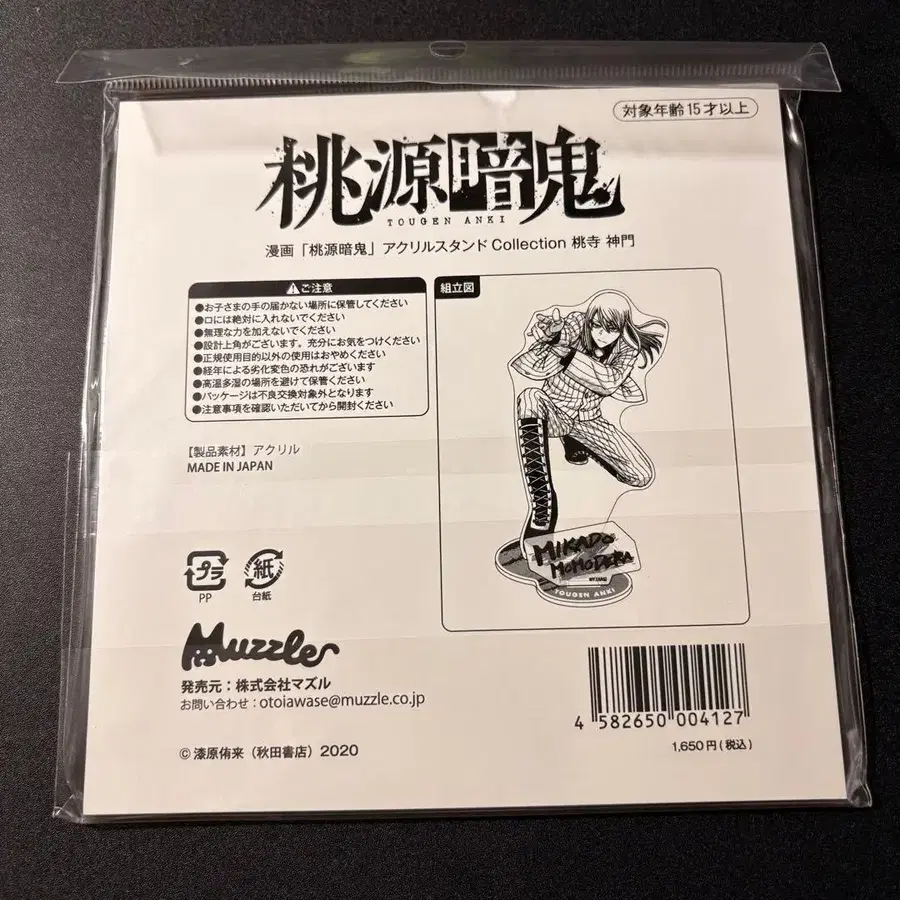 対象年齢15才以上
桃源暗鬼
TOUGEN ANKI
漫画「桃源暗鬼」アクリルスタンド Collection 桃寺 神門
ご注意
●お子さまの手の届かない場所に保管してください
●口には絶対に入れないでください
●無理な力を加えないでください
●設計上角がございます。充分にお気をつけください
●正規使用目的以外の使用はおやめください
●経年による劣化変色の恐れがございます
●高温多湿の場所を避けて保管ください
●パッケージは不良交換対象外となります
●注意事項を確認いただいてから開封ください
組立図
MIKADO
MOMODERA
TOUGEN ANKI
【製品素材】アクリル
MADE IN JAPAN
プラ
PP
紙
台紙
Muzzle
発売元：株式会社マズル
お問い合わせ：otoiawase@muzzle.co.jp
© 漆原侑来（秋田書店）2020
4 582650 004127
1,650円(税込)